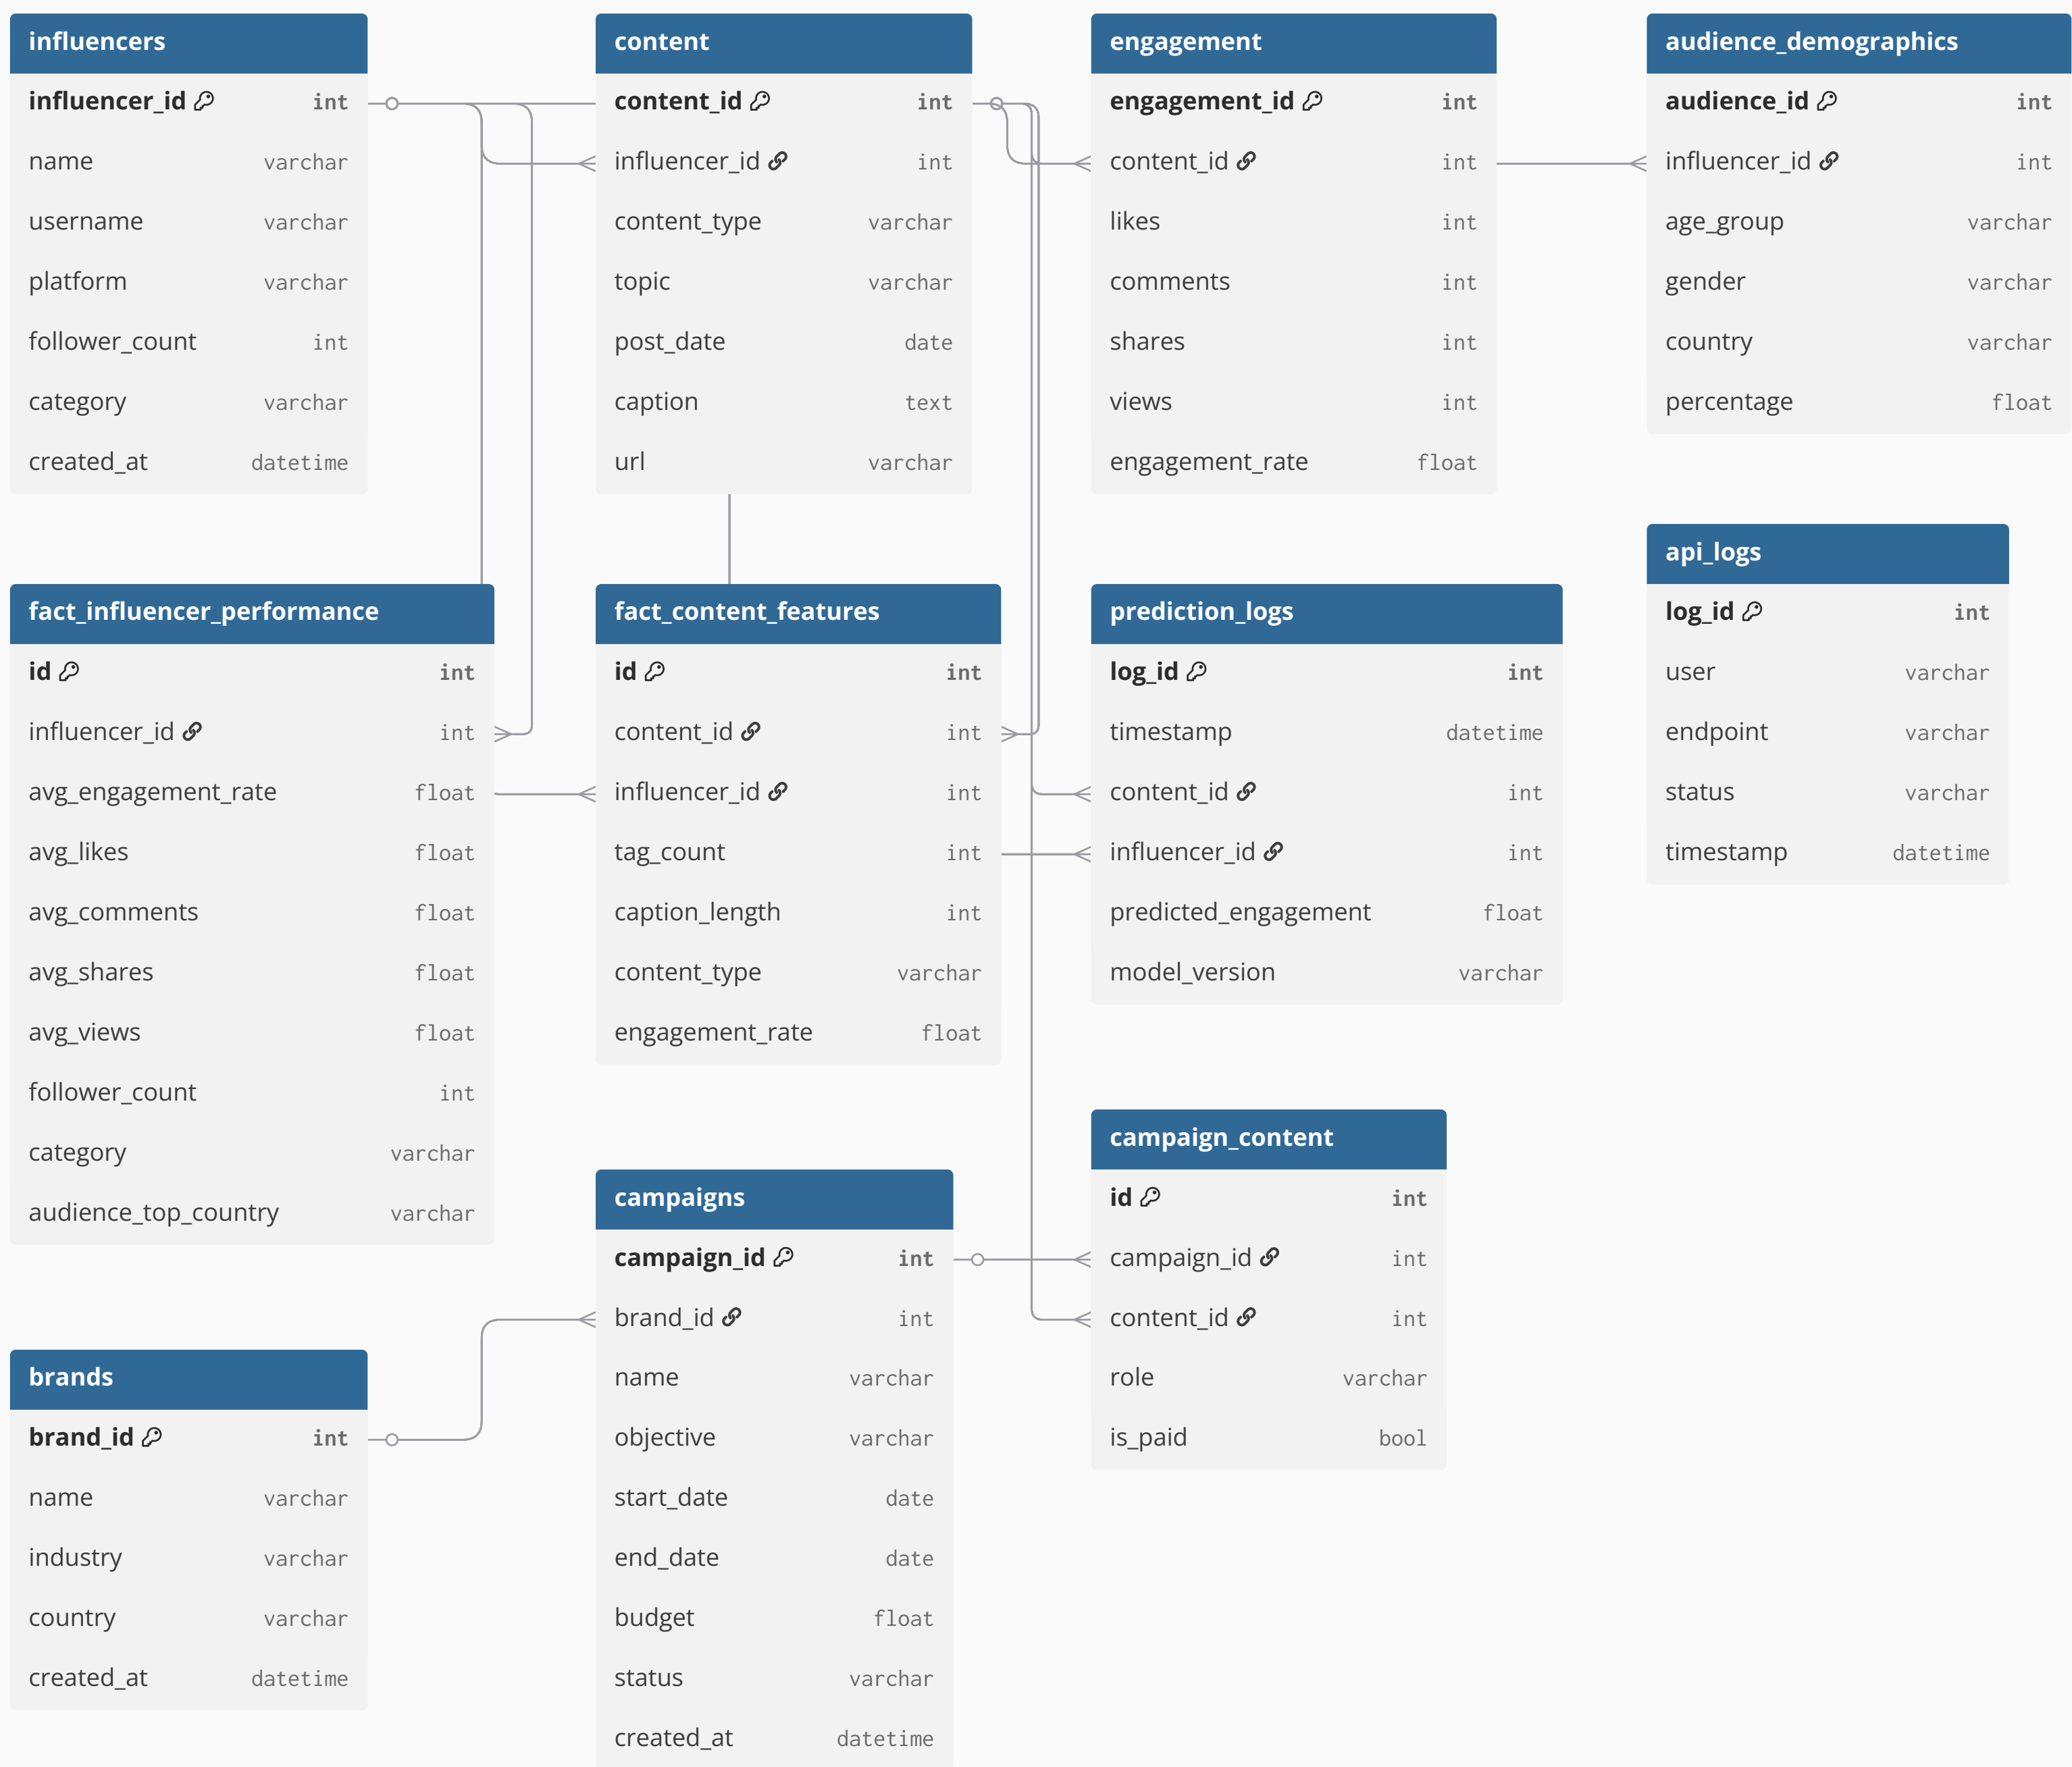 influencers
influencer_id int
name varchar
username varchar
platform varchar
follower_count int
category varchar
created_at datetime
content
content_id int
influencer_id int
content_type varchar
topic varchar
post_date date
caption text
url varchar
engagement
engagement_id int
content_id int
likes int
comments int
shares int
views int
engagement_rate float
audience_demographics
audience_id int
influencer_id int
age_group varchar
gender varchar
country varchar
percentage float
fact_influencer_performance
id int
influencer_id int
avg_engagement_rate float
avg_likes float
avg_comments float
avg_shares float
avg_views float
follower_count int
category varchar
audience_top_country varchar
fact_content_features
id int
content_id int
influencer_id int
tag_count int
caption_length int
content_type varchar
engagement_rate float
prediction_logs
log_id int
timestamp datetime
content_id int
influencer_id int
predicted_engagement float
model_version varchar
api_logs
log_id int
user varchar
endpoint varchar
status varchar
timestamp datetime
brands
brand_id int
name varchar
industry varchar
country varchar
created_at datetime
campaigns
campaign_id int
brand_id int
name varchar
objective varchar
start_date date
end_date date
budget float
status varchar
created_at datetime
campaign_content
id int
campaign_id int
content_id int
role varchar
is_paid bool